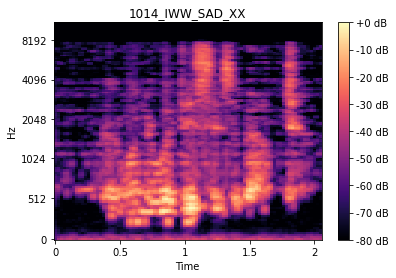 1014_IWW_SAD_XX
+0 dB
8192
-10 dB
4096
-20 dB
-30 dB
2048
Hz
-40 dB
1024
-50 dB
512
-60 dB
-70 dB
0
-80 dB
0
0.5
1
1.5
2
Time